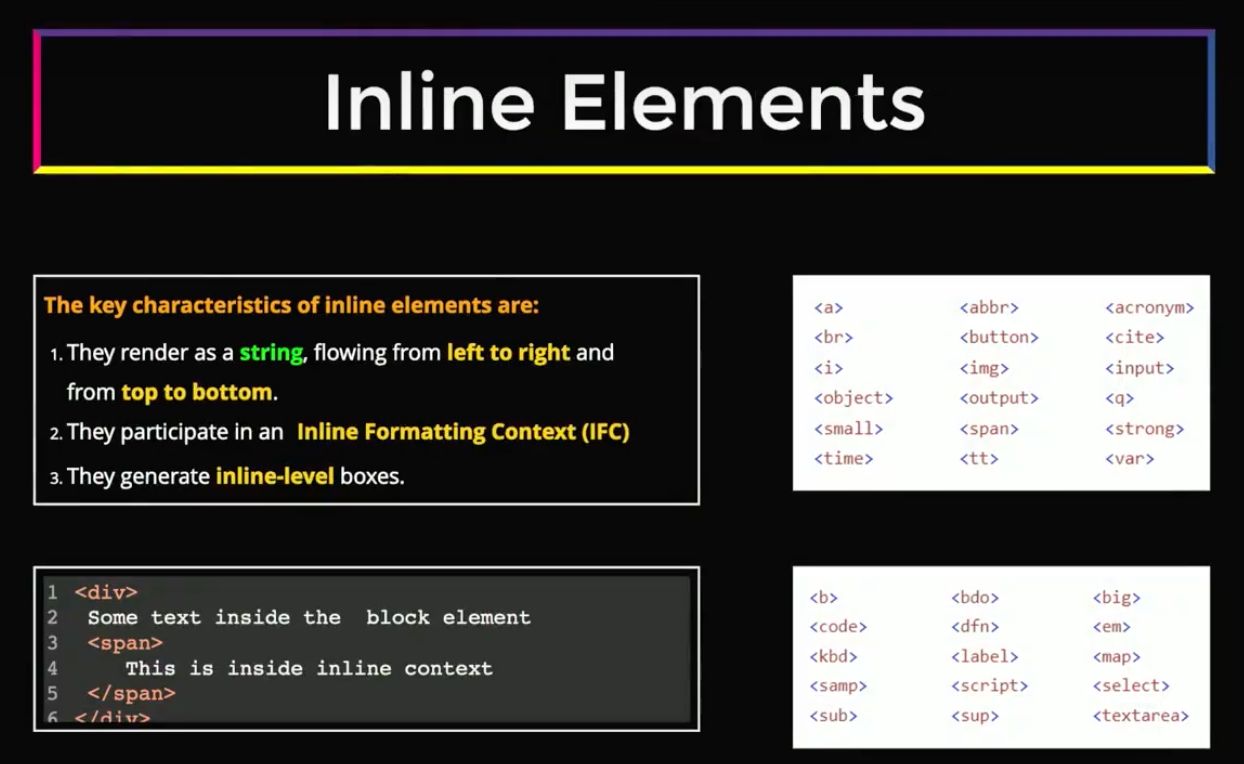 Inline Elements
The key characteristics of inline elements are:
1. They render as a string, flowing from left to right and
from top to bottom.
2. They participate in an Inline Formatting Context (IFC)
3. They generate inline-level boxes.
<a> <abbr> <acronym>
<br> <button> <cite>
<i> <img> <input>
<object> <output> <q>
<small> <span> <strong>
<time> <tt> <var>
1 <div>
2 Some text inside the  block element
3 <span>
4 This is inside inline context
5 </span>
6 </div>
<b> <bdo> <big>
<code> <dfn> <em>
<kbd> <label> <map>
<samp> <script> <select>
<sub> <sup> <textarea>